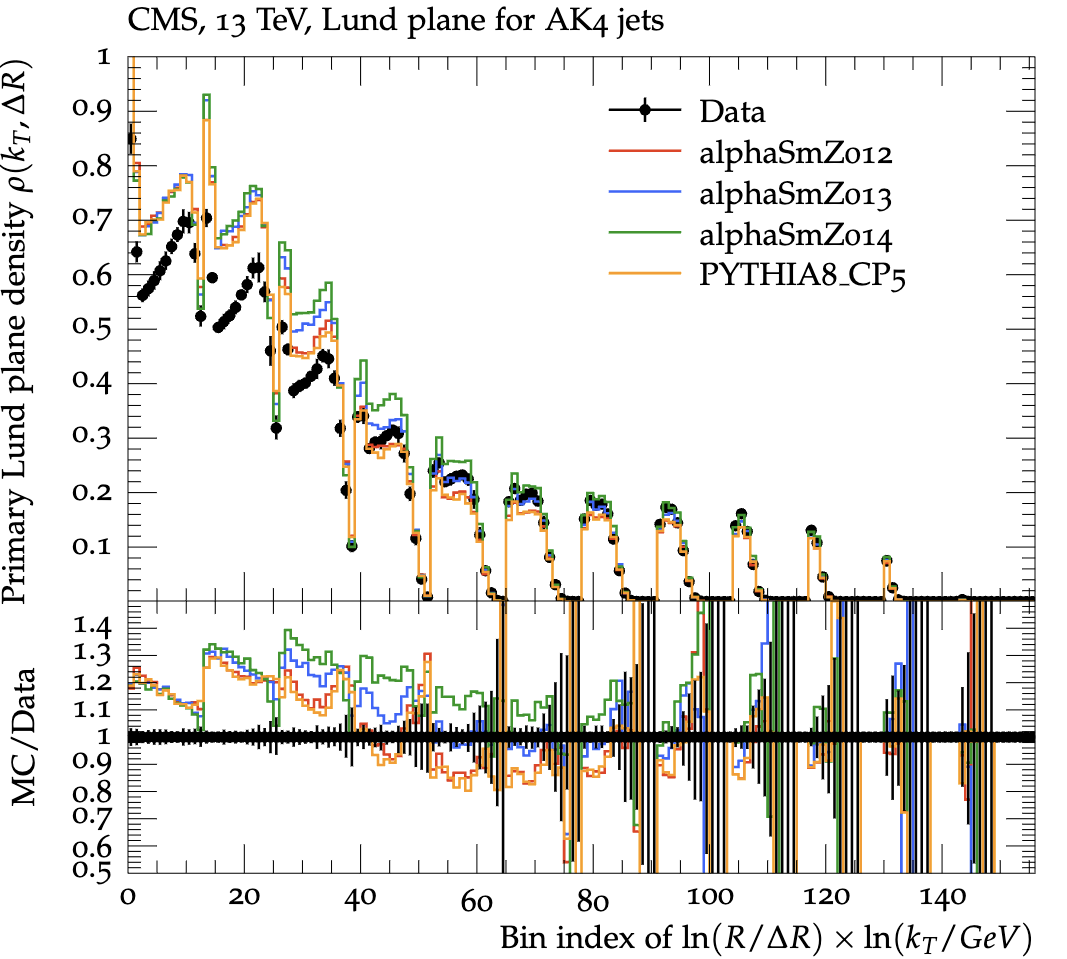 CMS, 13 TeV, Lund plane for AK4 jets
Primary Lund plane density ρ(k_T, ΔR)
1
0.9
0.8
0.7
0.6
0.5
0.4
0.3
0.2
0.1
Data
alphaSmZ012
alphaSmZ013
alphaSmZ014
PYTHIA8_CP5
MC/Data
1.4
1.3
1.2
1.1
1
0.9
0.8
0.7
0.6
0.5
0 20 40 60 80 100 120 140
Bin index of ln(R/ΔR) × ln(k_T/GeV)